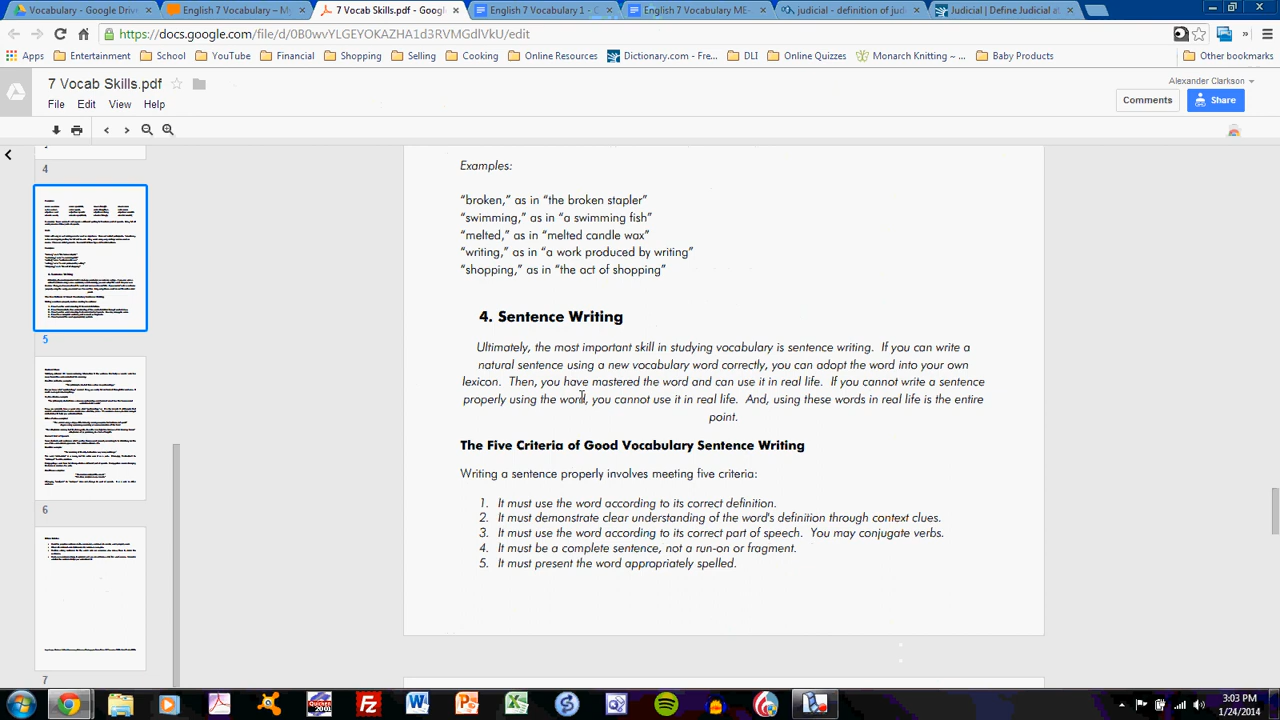 Vocabulary - Google Drive
English 7 Vocabulary – My
7 Vocab Skills.pdf - Googl
English 7 Vocabulary 1 - G
English 7 Vocabulary ME-
judicial - definition of jud
Judicial | Define Judicial at
https://docs.google.com/file/d/0B0wvYLGEYOKAZHA1d3RVMGdlVkU/edit
Apps Entertainment School YouTube Financial Shopping Selling Cooking Online Resources Dictionary.com - Fre... DLI Online Quizzes Monarch Knitting ~... Baby Products Other bookmarks
7 Vocab Skills.pdf
Alexander Clarkson
File Edit View Help
Comments
Share
4
5
6
7
Examples:
“broken,” as in “the broken stapler”
“swimming,” as in “a swimming fish”
“melted,” as in “melted candle wax”
“writing,” as in “a work produced by writing”
“shopping,” as in “the act of shopping”
4. Sentence Writing
Ultimately, the most important skill in studying vocabulary is sentence writing. If you can write a
natural sentence using a new vocabulary word correctly, you can adopt the word into your own
lexicon. Then, you have mastered the word and can use it in real life. If you cannot write a sentence
properly using the word, you cannot use it in real life. And, using these words in real life is the entire
point.
The Five Criteria of Good Vocabulary Sentence Writing
Writing a sentence properly involves meeting five criteria:
1. It must use the word according to its correct definition.
2. It must demonstrate clear understanding of the word's definition through context clues.
3. It must use the word according to its correct part of speech. You may conjugate verbs.
4. It must be a complete sentence, not a run-on or fragment.
5. It must present the word appropriately spelled.
3:03 PM
1/24/2014